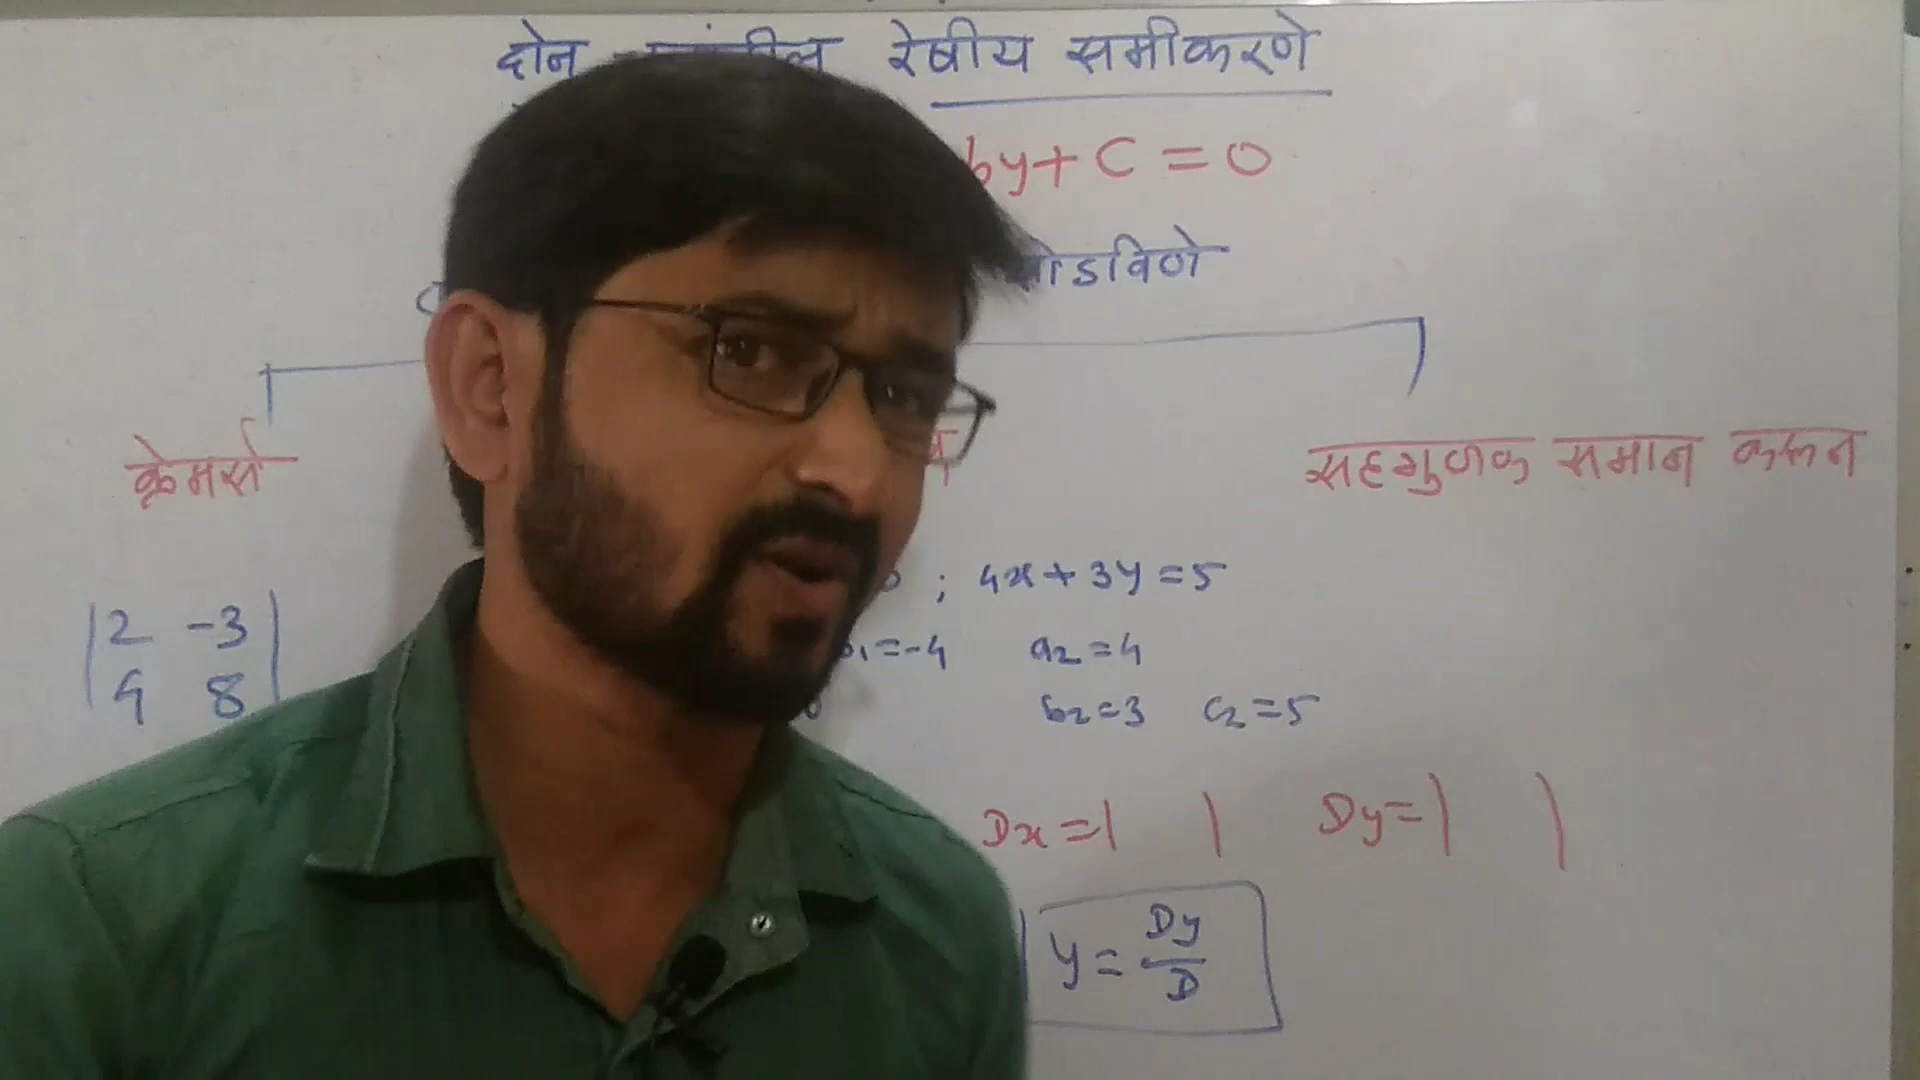 दोन रेषीय समीकरणे
by + C = 0
सोडविणे
क्रेमर्स
सहगुणक समान करून
; 4x + 3y = 5
|2 -3|
|4 8|
b₁=-4 a₂=4
b₂=3 c₂=5
Dx=| | Dy=| |
y = Dy/D